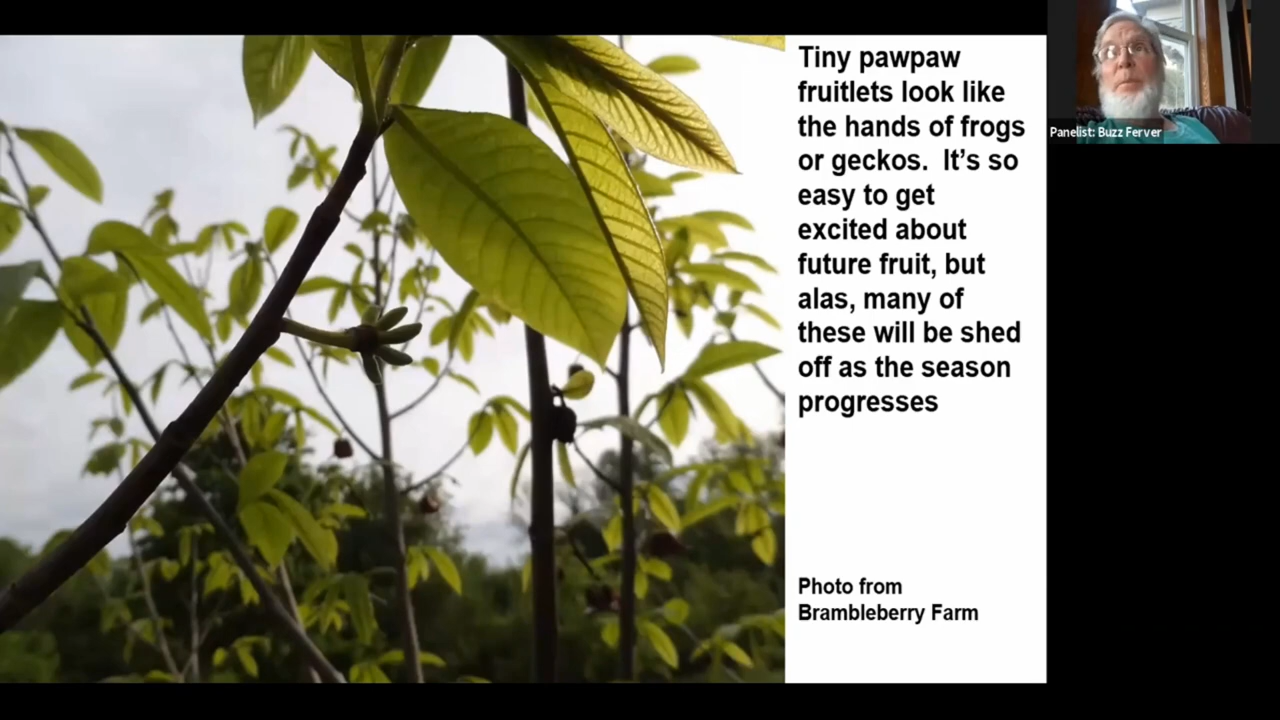 Tiny pawpaw
fruitlets look like
the hands of frogs
or geckos.  It’s so
easy to get
excited about
future fruit, but
alas, many of
these will be shed
off as the season
progresses
Photo from
Brambleberry Farm
Panelist: Buzz Ferver